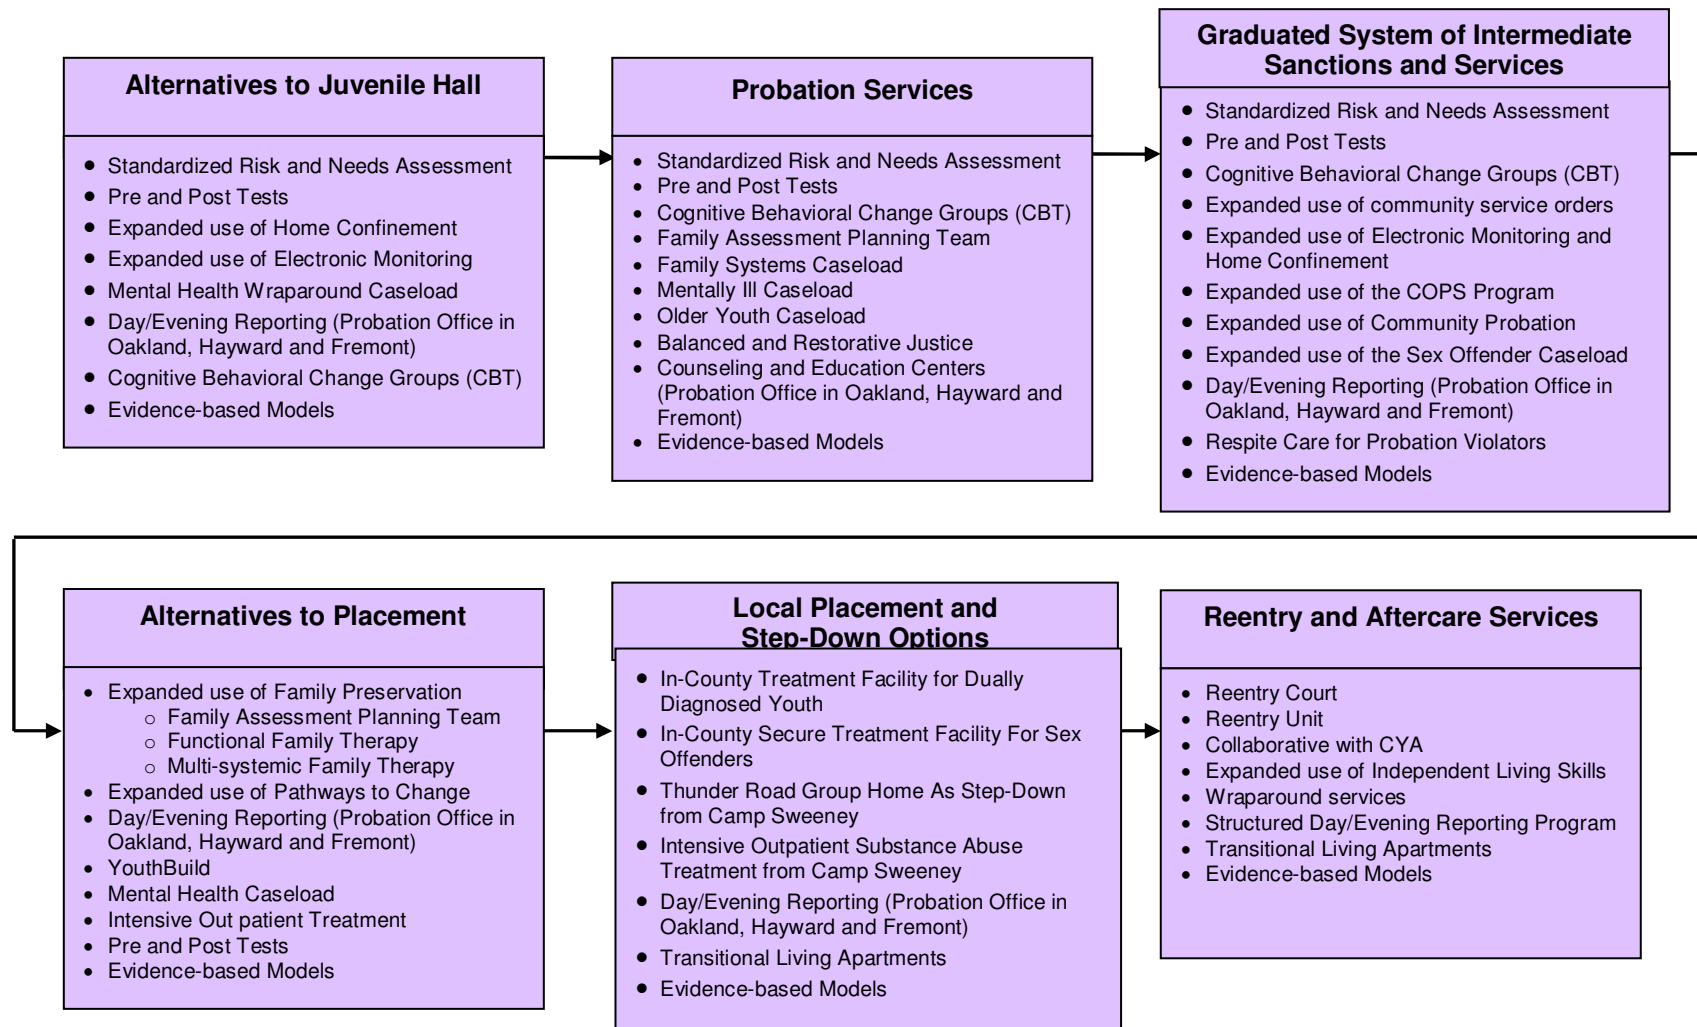 Alternatives to Juvenile Hall
• Standardized Risk and Needs Assessment
• Pre and Post Tests
• Expanded use of Home Confinement
• Expanded use of Electronic Monitoring
• Mental Health Wraparound Caseload
• Day/Evening Reporting (Probation Office in
Oakland, Hayward and Fremont)
• Cognitive Behavioral Change Groups (CBT)
• Evidence-based Models
Probation Services
• Standardized Risk and Needs Assessment
• Pre and Post Tests
• Cognitive Behavioral Change Groups (CBT)
• Family Assessment Planning Team
• Family Systems Caseload
• Mentally Ill Caseload
• Older Youth Caseload
• Balanced and Restorative Justice
• Counseling and Education Centers
(Probation Office in Oakland, Hayward and
Fremont)
• Evidence-based Models
Graduated System of Intermediate
Sanctions and Services
• Standardized Risk and Needs Assessment
• Pre and Post Tests
• Cognitive Behavioral Change Groups (CBT)
• Expanded use of community service orders
• Expanded use of Electronic Monitoring and
Home Confinement
• Expanded use of the COPS Program
• Expanded use of Community Probation
• Expanded use of the Sex Offender Caseload
• Day/Evening Reporting (Probation Office in
Oakland, Hayward and Fremont)
• Respite Care for Probation Violators
• Evidence-based Models
Alternatives to Placement
• Expanded use of Family Preservation
o Family Assessment Planning Team
o Functional Family Therapy
o Multi-systemic Family Therapy
• Expanded use of Pathways to Change
• Day/Evening Reporting (Probation Office in
Oakland, Hayward and Fremont)
• YouthBuild
• Mental Health Caseload
• Intensive Out patient Treatment
• Pre and Post Tests
• Evidence-based Models
Local Placement and
Step-Down Options
• In-County Treatment Facility for Dually
Diagnosed Youth
• In-County Secure Treatment Facility For Sex
Offenders
• Thunder Road Group Home As Step-Down
from Camp Sweeney
• Intensive Outpatient Substance Abuse
Treatment from Camp Sweeney
• Day/Evening Reporting (Probation Office in
Oakland, Hayward and Fremont)
• Transitional Living Apartments
• Evidence-based Models
Reentry and Aftercare Services
• Reentry Court
• Reentry Unit
• Collaborative with CYA
• Expanded use of Independent Living Skills
• Wraparound services
• Structured Day/Evening Reporting Program
• Transitional Living Apartments
• Evidence-based Models